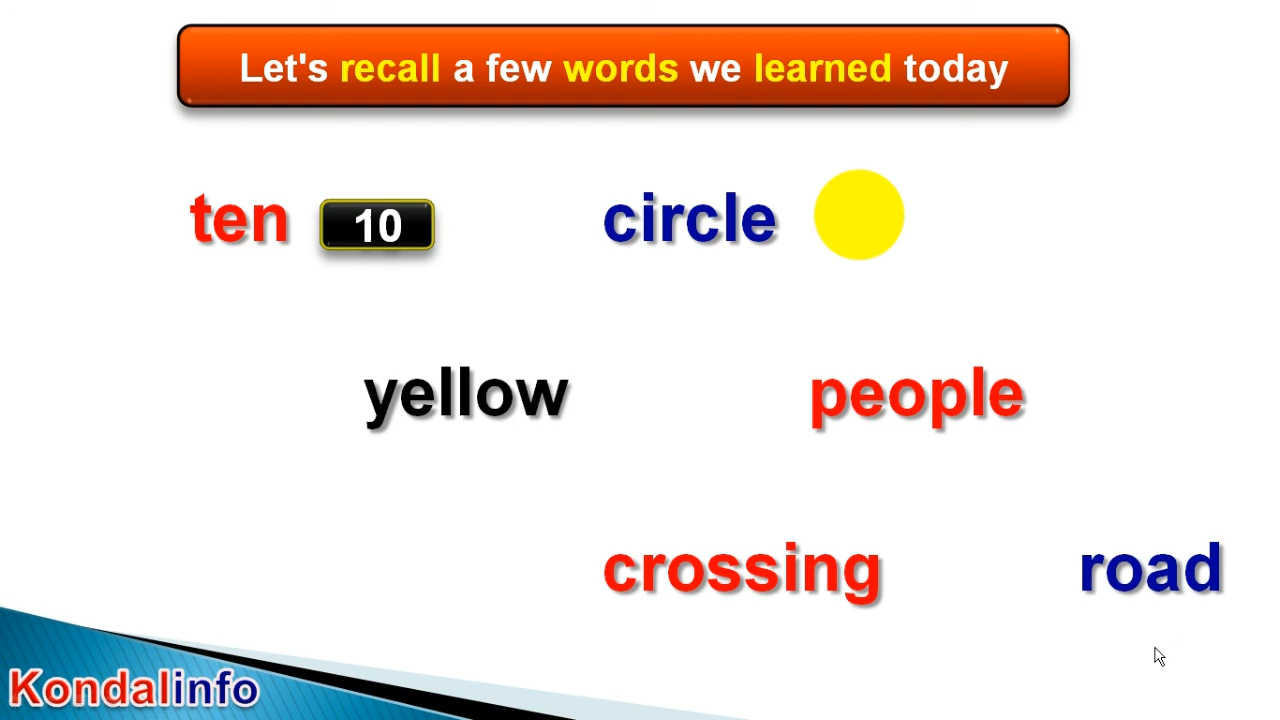 Let's recall a few words we learned today
ten 10 circle
yellow people
crossing road
Kondalinfo